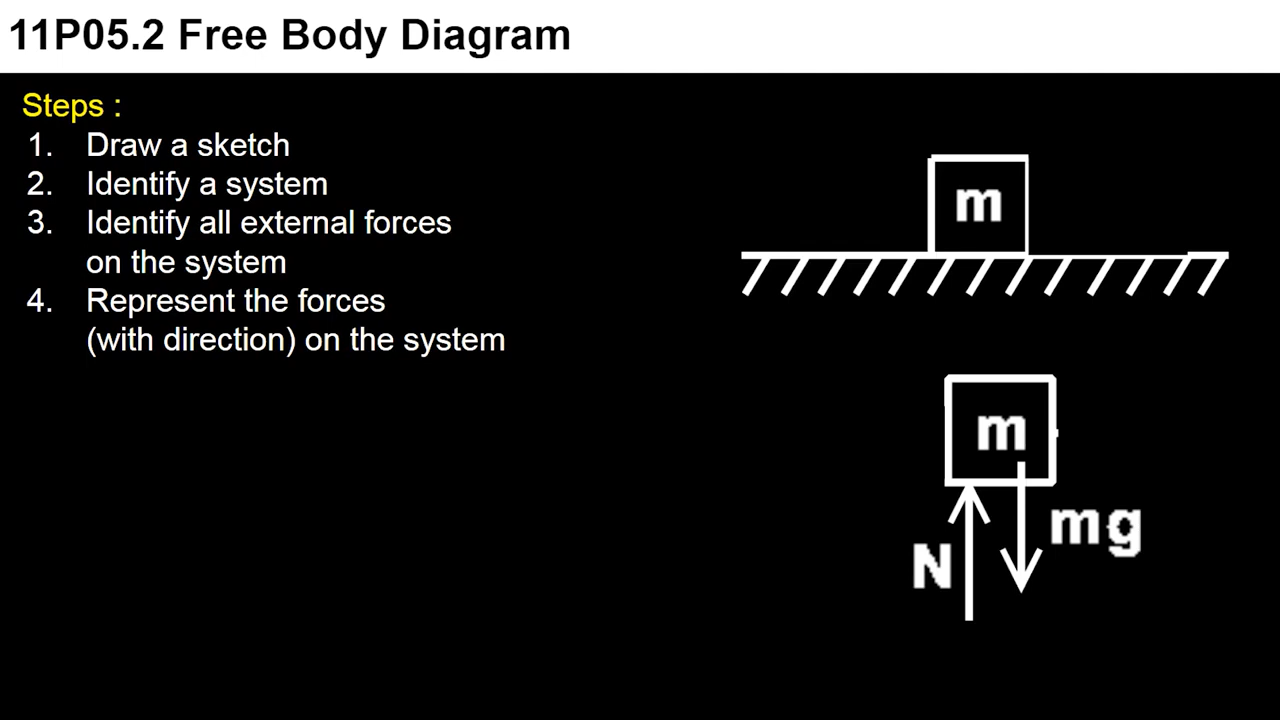 11P05.2 Free Body Diagram
Steps :
1. Draw a sketch
2. Identify a system
3. Identify all external forces
on the system
4. Represent the forces
(with direction) on the system
m
m
mg
N